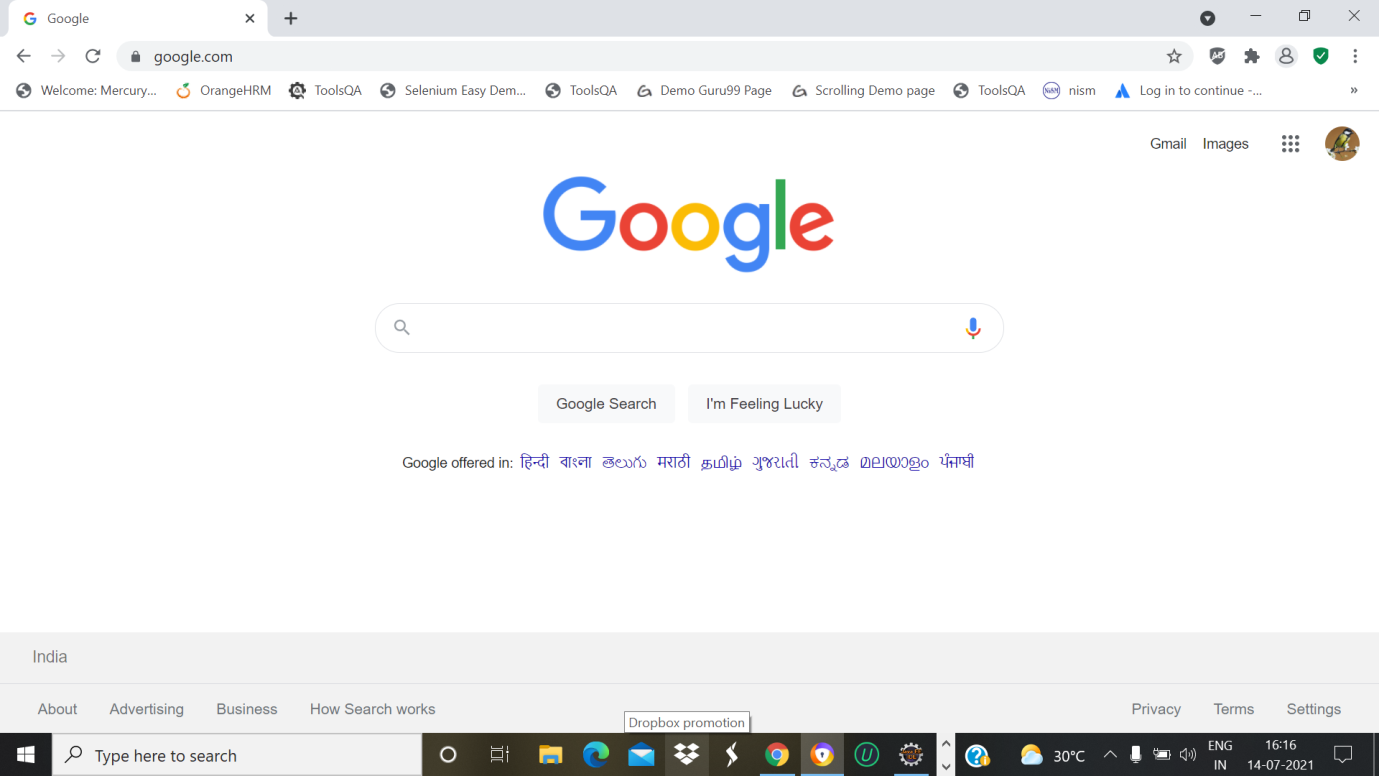 Google
google.com
Welcome: Mercury... OrangeHRM ToolsQA Selenium Easy Dem... ToolsQA Demo Guru99 Page Scrolling Demo page ToolsQA nism Log in to continue -... »
Gmail Images
Google
Google Search I'm Feeling Lucky
Google offered in: हिन्दी বাংলা తెలుగు मराठी தமிழ் ગુજરાતી ಕನ್ನಡ മലയാളം ਪੰਜਾਬੀ
India
About Advertising Business How Search works Privacy Terms Settings
Dropbox promotion
Type here to search 30°C ENG 16:16
IN 14-07-2021